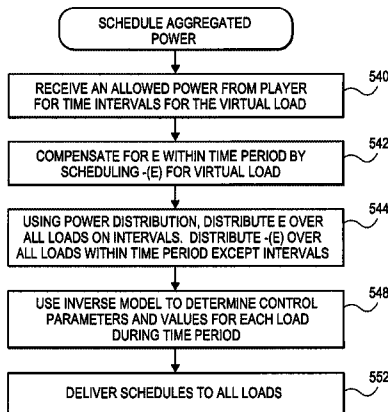 SCHEDULE AGGREGATED
POWER
RECEIVE AN ALLOWED POWER FROM PLAYER
FOR TIME INTERVALS FOR THE VIRTUAL LOAD
540
COMPENSATE FOR E WITHIN TIME PERIOD BY
SCHEDULING -(E) FOR VIRTUAL LOAD
542
USING POWER DISTRIBUTION, DISTRIBUTE E OVER
ALL LOADS ON INTERVALS. DISTRIBUTE -(E) OVER
ALL LOADS WITHIN TIME PERIOD EXCEPT INTERVALS
544
USE INVERSE MODEL TO DETERMINE CONTROL
PARAMETERS AND VALUES FOR EACH LOAD
DURING TIME PERIOD
548
DELIVER SCHEDULES TO ALL LOADS
552